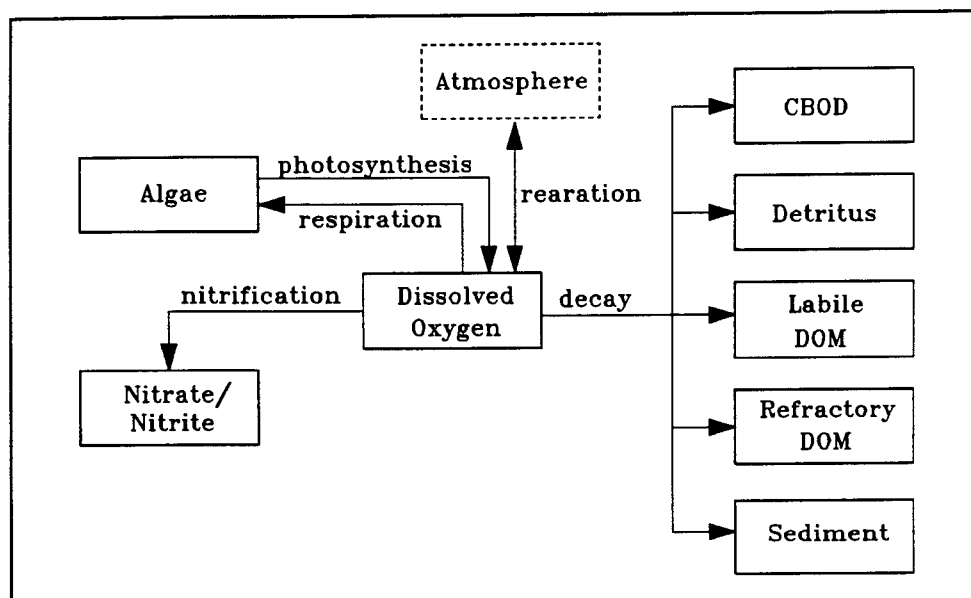 Atmosphere
CBOD
photosynthesis
Algae
respiration
rearation
Detritus
nitrification
Dissolved
Oxygen
decay
Labile
DOM
Nitrate/
Nitrite
Refractory
DOM
Sediment